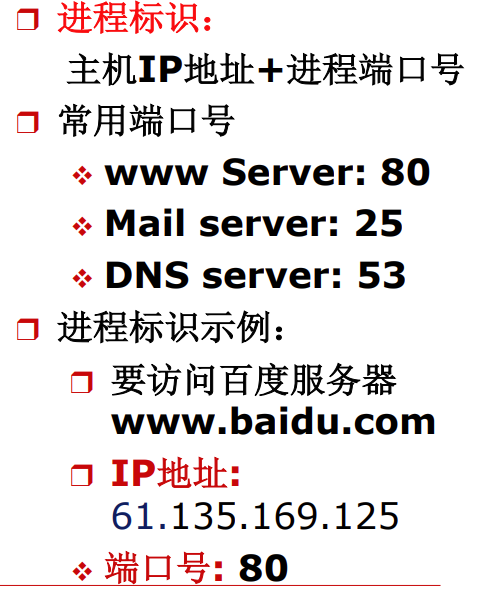 进程标识：
主机IP地址+进程端口号
常用端口号
www Server: 80
Mail server: 25
DNS server: 53
进程标识示例：
要访问百度服务器
www.baidu.com
IP地址:
61.135.169.125
端口号: 80